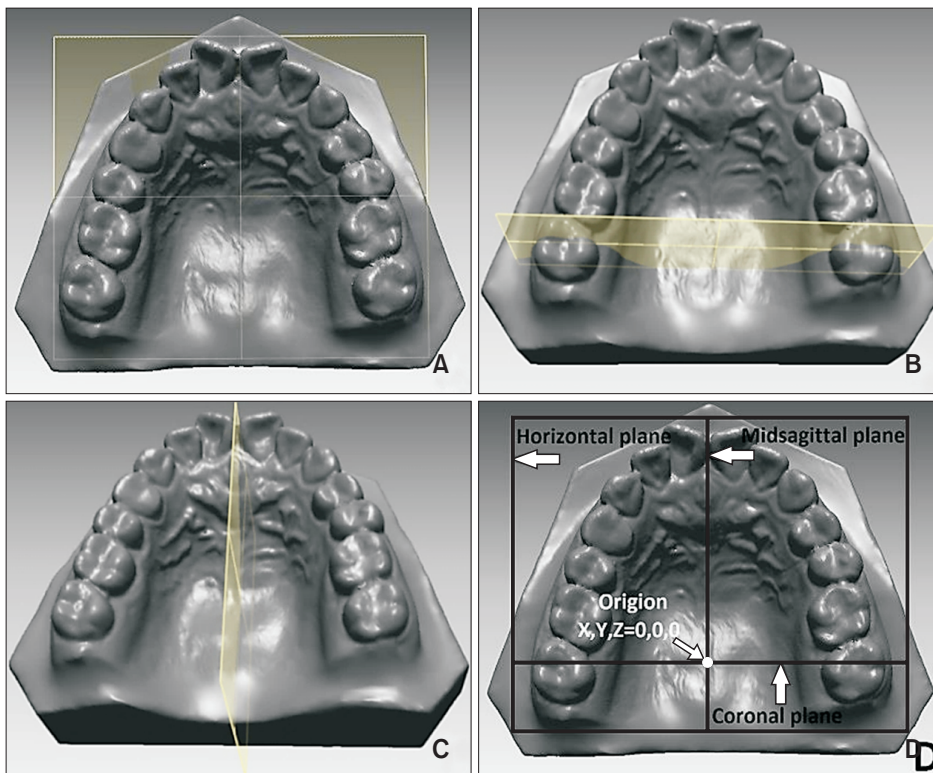 A
B
C
Horizontal plane
Midsagittal plane
Origion
X,Y,Z=0,0,0
Coronal plane
D
D